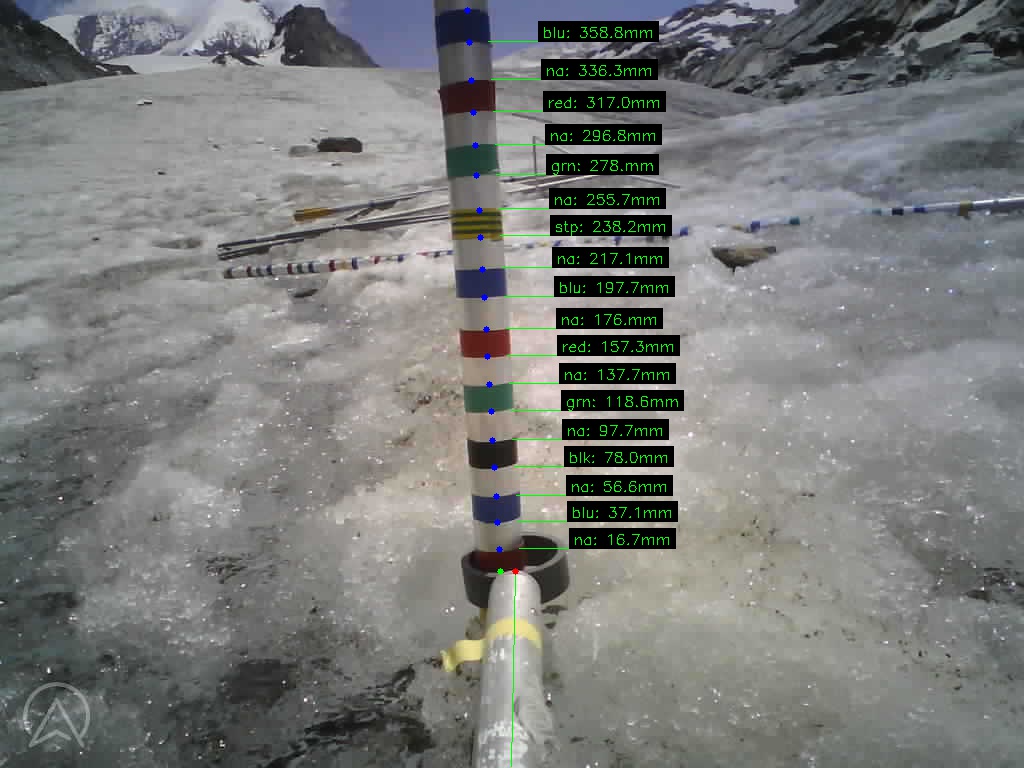 blu: 358.8mm
na: 336.3mm
red: 317.0mm
na: 296.8mm
grn: 278.mm
na: 255.7mm
stp: 238.2mm
na: 217.1mm
blu: 197.7mm
na: 176.mm
red: 157.3mm
na: 137.7mm
grn: 118.6mm
na: 97.7mm
blk: 78.0mm
na: 56.6mm
blu: 37.1mm
na: 16.7mm